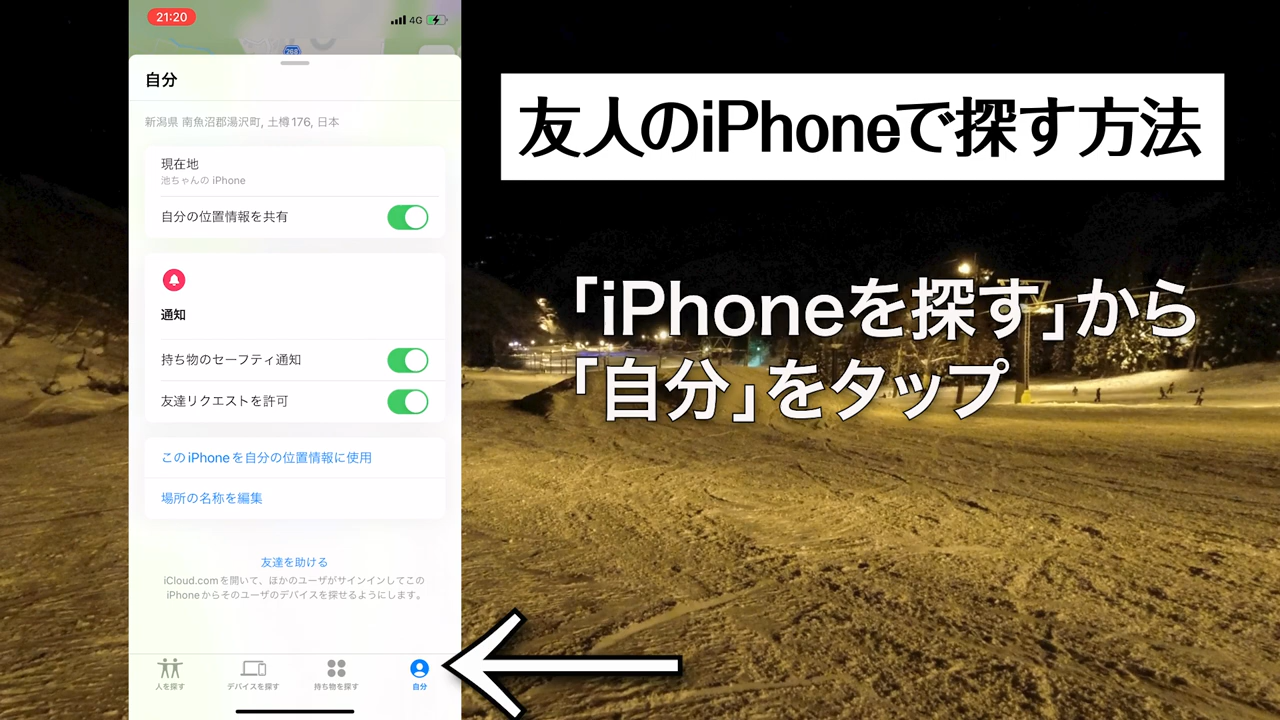 21:20
4G
268
自分
新潟県 南魚沼郡湯沢町, 土樽176, 日本
現在地
池ちゃんの iPhone
自分の位置情報を共有
通知
持ち物のセーフティ通知
友達リクエストを許可
このiPhoneを自分の位置情報に使用
場所の名称を編集
友達を助ける
iCloud.comを開いて、ほかのユーザがサインインしてこの
iPhoneからそのユーザのデバイスを探せるようにします。
人を探す
デバイスを探す
持ち物を探す
自分
友人のiPhoneで探す方法
「iPhoneを探す」から
「自分」をタップ